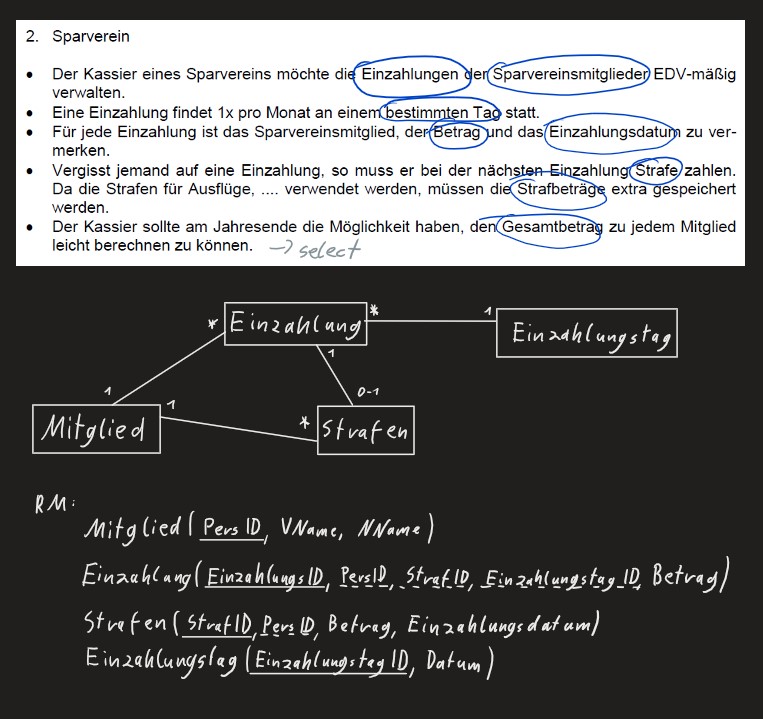 2. Sparverein
• Der Kassier eines Sparvereins möchte die Einzahlungen der Sparvereinsmitglieder EDV-mäßig
verwalten.
• Eine Einzahlung findet 1x pro Monat an einem bestimmten Tag statt.
• Für jede Einzahlung ist das Sparvereinsmitglied, der Betrag und das Einzahlungsdatum zu ver-
merken.
• Vergisst jemand auf eine Einzahlung, so muss er bei der nächsten Einzahlung Strafe zahlen.
Da die Strafen für Ausflüge, .... verwendet werden, müssen die Strafbeträge extra gespeichert
werden.
• Der Kassier sollte am Jahresende die Möglichkeit haben, den Gesamtbetrag zu jedem Mitglied
leicht berechnen zu können. → select
* Einzahlung * 1 Einzahlungstag
1
1 0-1
Mitglied 1 * Strafen
RM:
Mitglied ( PersID, VName, NName )
Einzahlung ( EinzahlungsID, PersID, StrafID, Einzahlungstag_ID, Betrag )
Strafen ( StrafID, PersID, Betrag, Einzahlungsdatum )
Einzahlungstag ( EinzahlungstagID, Datum )